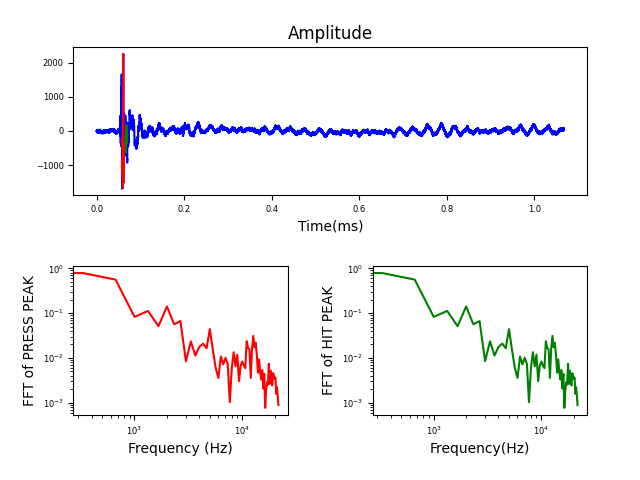 Amplitude
2000
1000
0
−1000
0.0 0.2 0.4 0.6 0.8 1.0
Time(ms)
FFT of PRESS PEAK
10⁰
10⁻¹
10⁻²
10⁻³
10³ 10⁴
Frequency (Hz)
FFT of HIT PEAK
10⁰
10⁻¹
10⁻²
10⁻³
10³ 10⁴
Frequency(Hz)